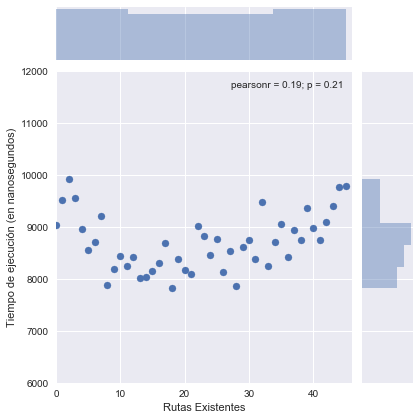 12000
pearsonr = 0.19; p = 0.21
11000
10000
9000
8000
7000
6000
Tiempo de ejecución (en nanosegundos)
0 10 20 30 40
Rutas Existentes